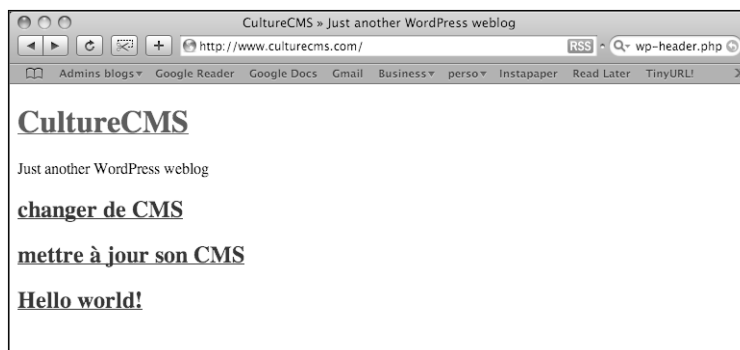 CultureCMS » Just another WordPress weblog
http://www.culturecms.com/ RSS wp-header.php
Admins blogs Google Reader Google Docs Gmail Business perso Instapaper Read Later TinyURL!
CultureCMS
Just another WordPress weblog
changer de CMS
mettre à jour son CMS
Hello world!